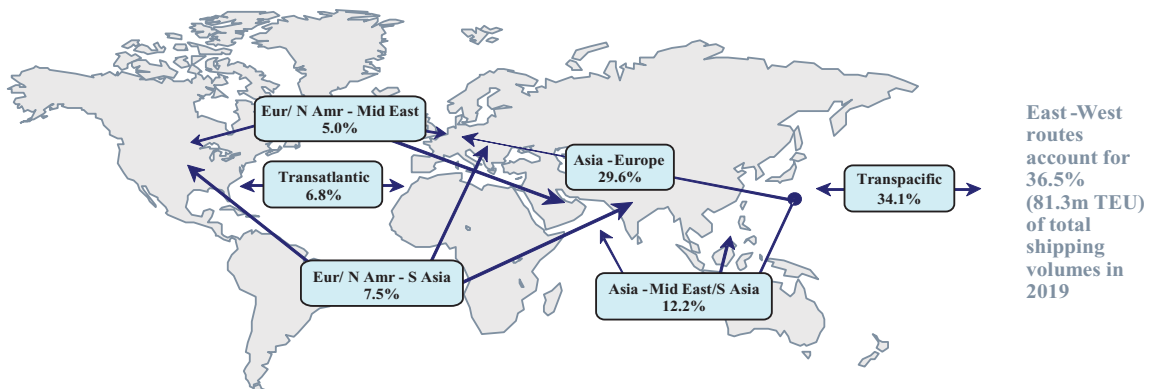 Eur/ N Amr - Mid East
5.0%
Transatlantic
6.8%
Asia -Europe
29.6%
Transpacific
34.1%
Eur/ N Amr - S Asia
7.5%
Asia -Mid East/S Asia
12.2%
East -West
routes
account for
36.5%
(81.3m TEU)
of total
shipping
volumes in
2019